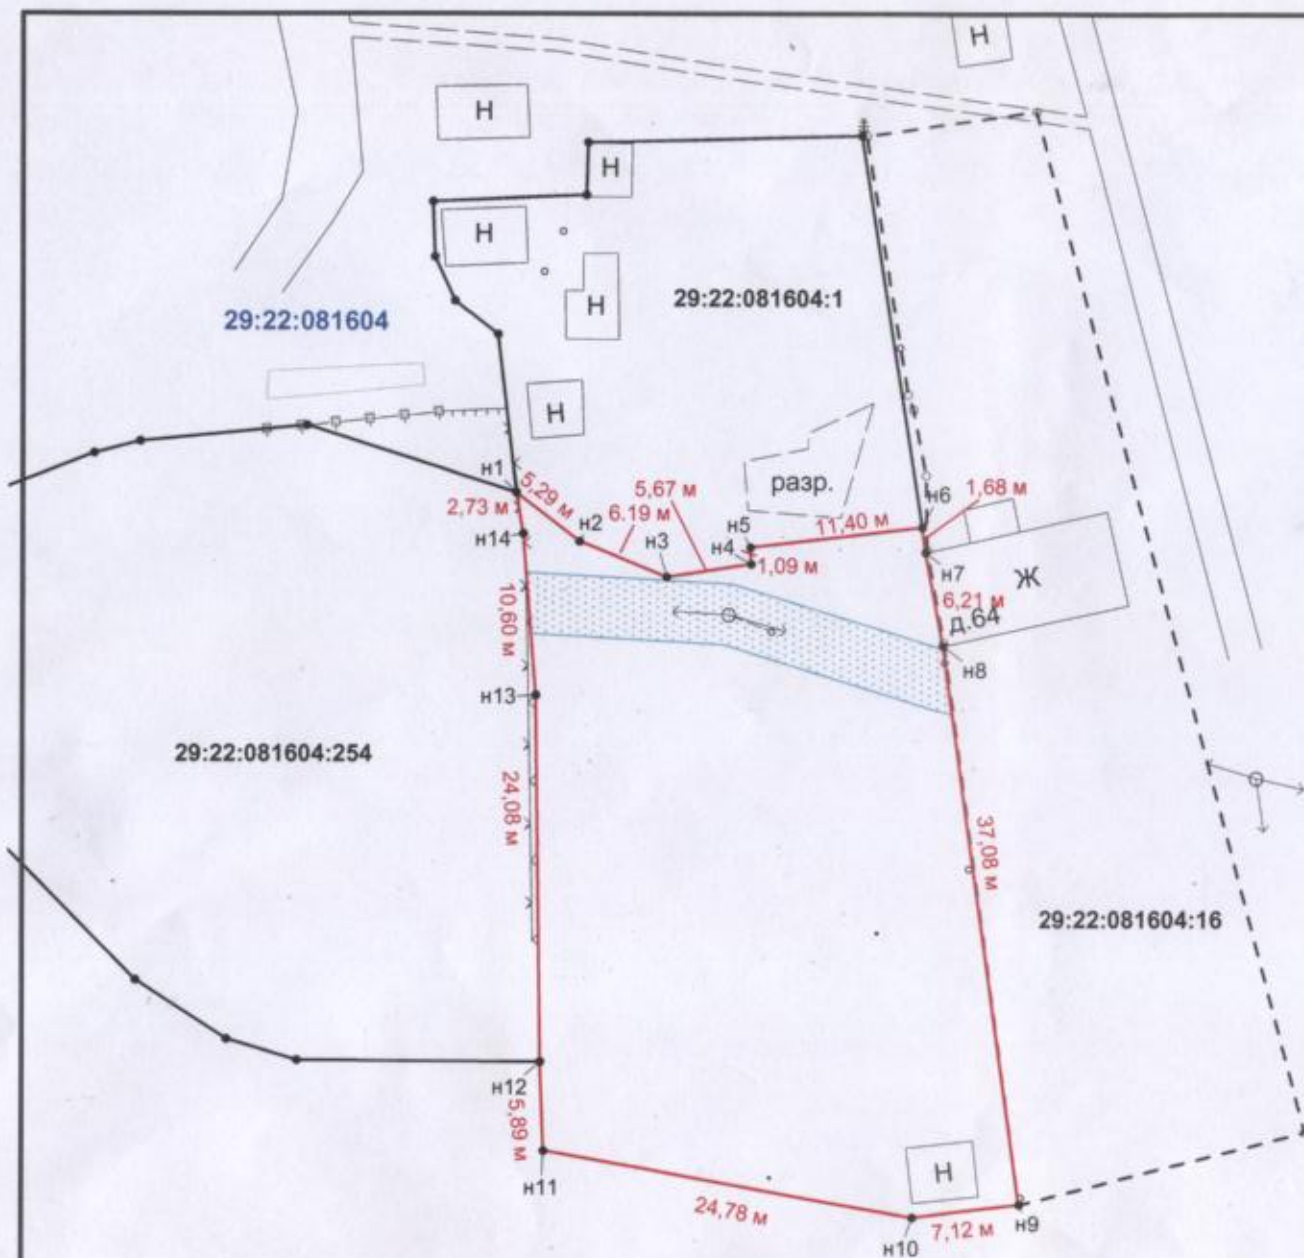 Н
Н
Н
Н
Н
29:22:081604:1
29:22:081604
Н
разр.
н1
5,29 м
5,67 м
6.19 м
н6
1,68 м
2,73 м
н2
н5
11,40 м
н14
н3
н4
1,09 м
н7
Ж
6,21 м
10,60 м
д.64
н8
н13
29:22:081604:254
24,08 м
37,08 м
29:22:081604:16
н12
5,89 м
Н
н11
24,78 м
7,12 м
н9
н10